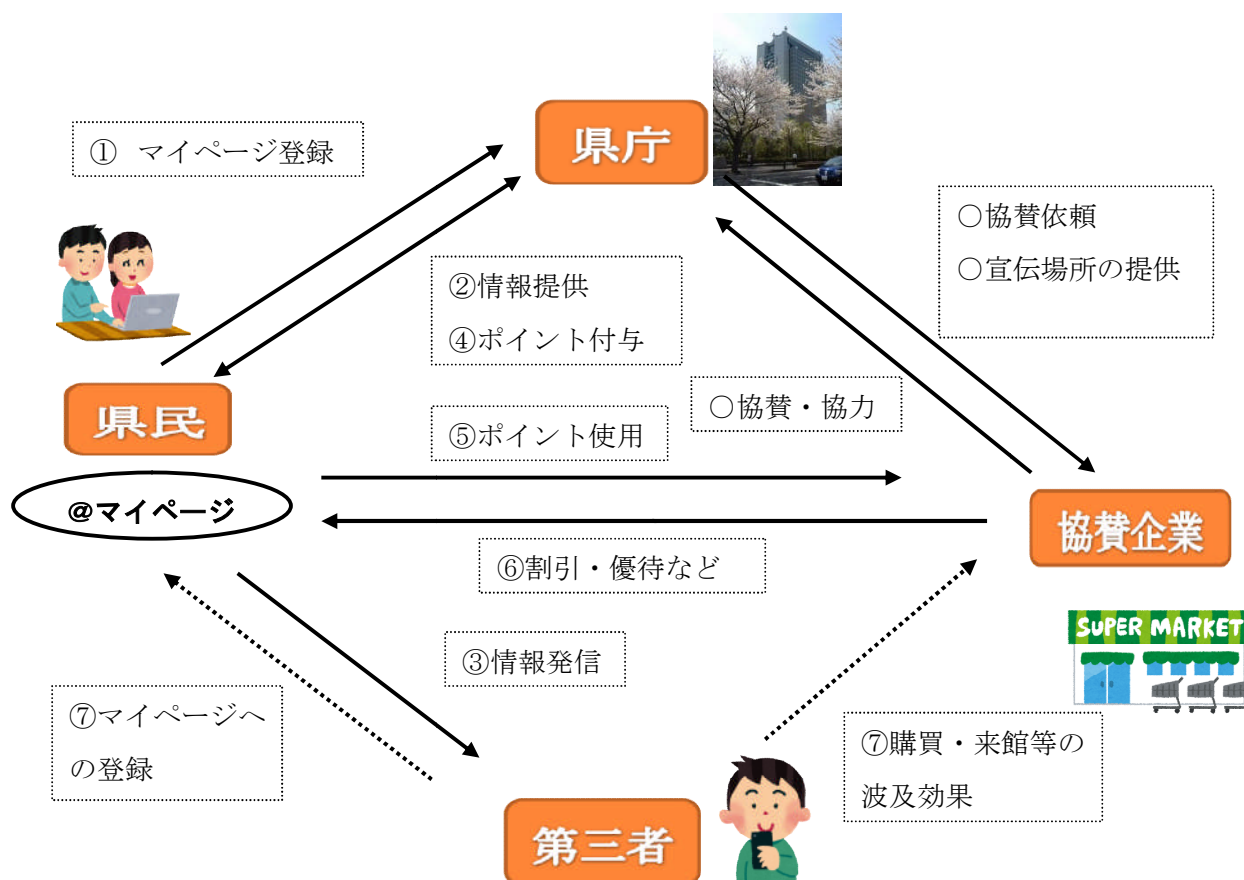 県庁
① マイページ登録
○協賛依頼
○宣伝場所の提供
②情報提供
④ポイント付与
県民
○協賛・協力
⑤ポイント使用
@マイページ
協賛企業
⑥割引・優待など
SUPER MARKET
③情報発信
⑦マイページへ
の登録
⑦購買・来館等の
波及効果
第三者